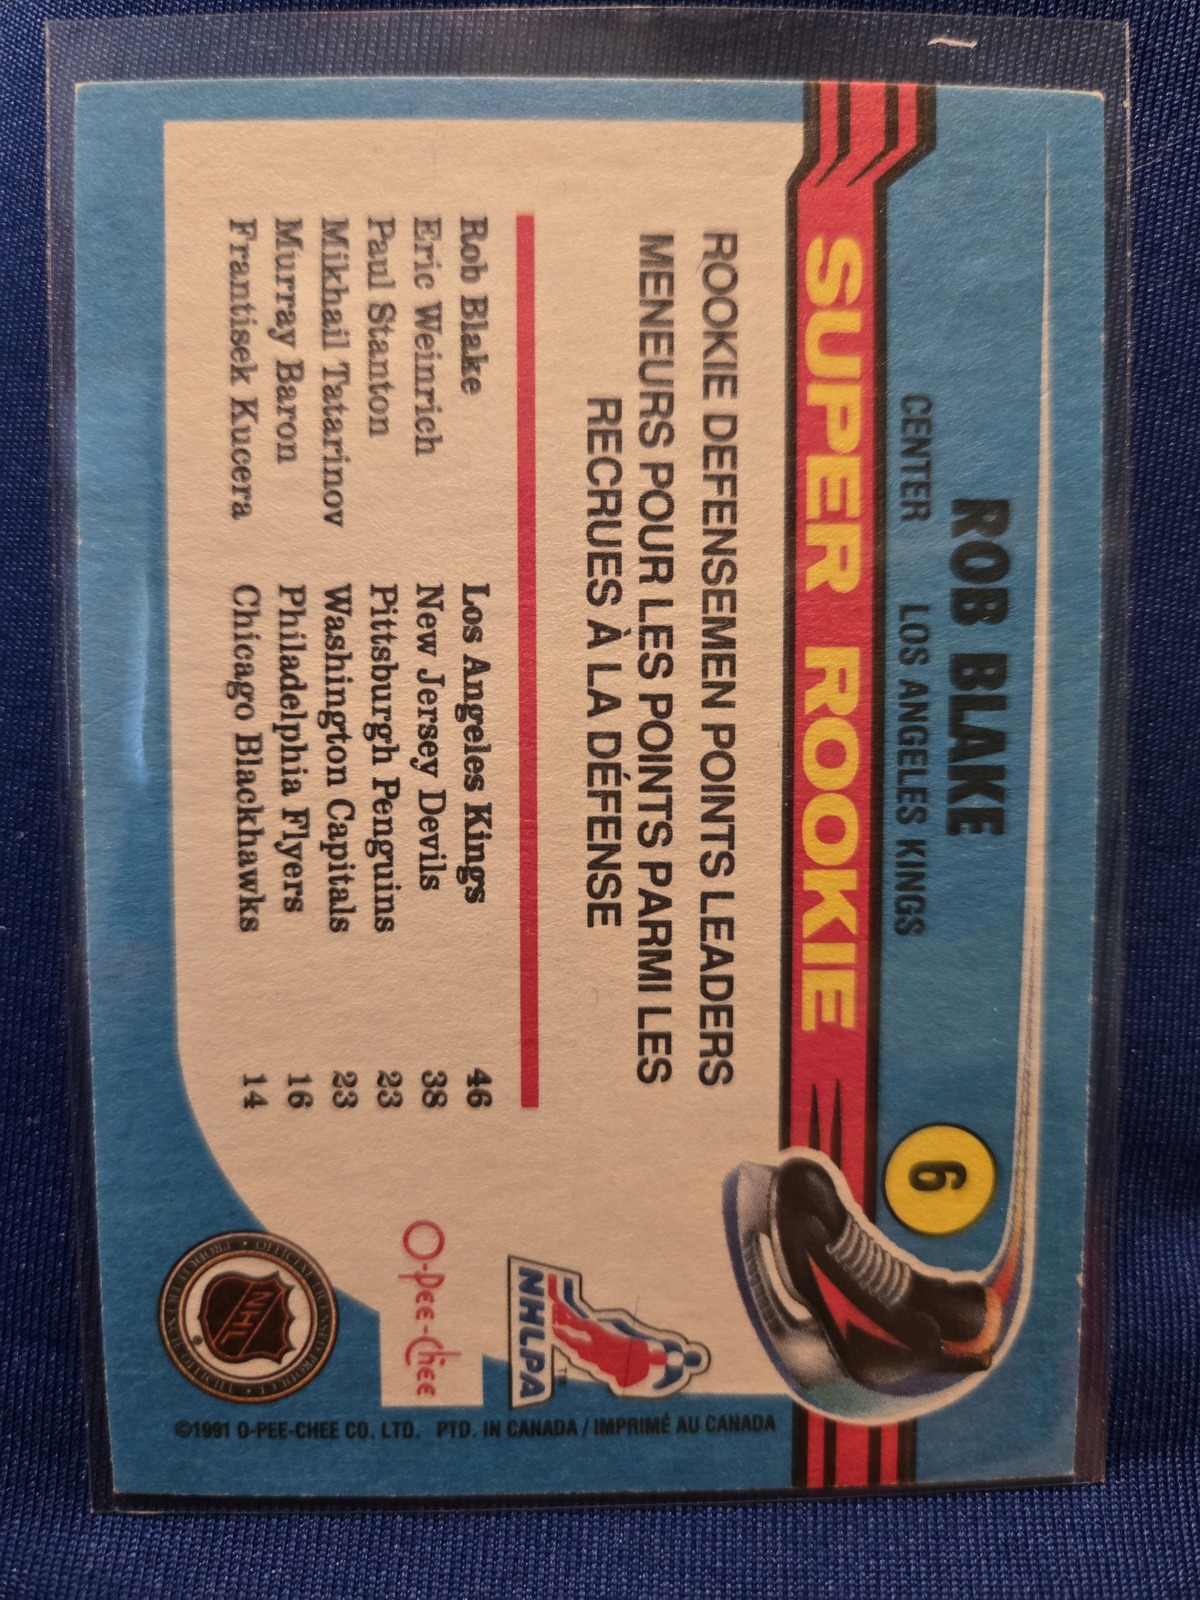 ROB BLAKE
6
CENTER LOS ANGELES KINGS
SUPER ROOKIE
ROOKIE DEFENSEMEN POINTS LEADERS
MENEURS POUR LES POINTS PARMI LES
RECRUES À LA DÉFENSE
Rob Blake Los Angeles Kings 46
Eric Weinrich New Jersey Devils 38
Paul Stanton Pittsburgh Penguins 23
Mikhail Tatarinov Washington Capitals 23
Murray Baron Philadelphia Flyers 16
Frantisek Kucera Chicago Blackhawks 14
NHLPA
TM
O-PEE-CHEE
NHL
®
©1991 O-PEE-CHEE CO. LTD. PTD. IN CANADA / IMPRIMÉ AU CANADA